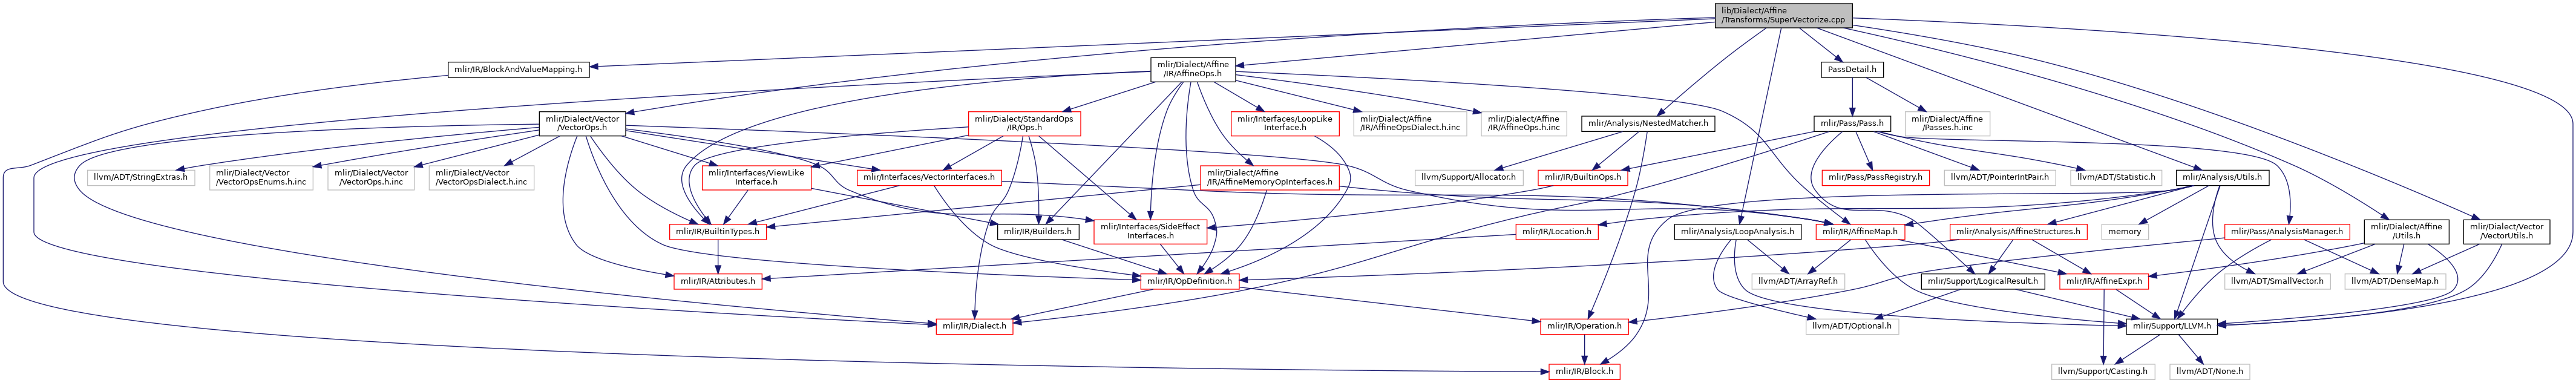 lib/Dialect/Affine
/Transforms/SuperVectorize.cpp
mlir/IR/BlockAndValueMapping.h
mlir/Dialect/Affine
/IR/AffineOps.h
PassDetail.h
mlir/Dialect/Vector
/VectorOps.h
mlir/Dialect/StandardOps
/IR/Ops.h
mlir/Interfaces/LoopLike
Interface.h
mlir/Dialect/Affine
/IR/AffineOpsDialect.h.inc
mlir/Dialect/Affine
/IR/AffineOps.h.inc
mlir/Analysis/NestedMatcher.h
mlir/Pass/Pass.h
mlir/Dialect/Affine
/Passes.h.inc
llvm/ADT/StringExtras.h
mlir/Dialect/Vector
/VectorOpsEnums.h.inc
mlir/Dialect/Vector
/VectorOps.h.inc
mlir/Dialect/Vector
/VectorOpsDialect.h.inc
mlir/Interfaces/ViewLike
Interface.h
mlir/Interfaces/VectorInterfaces.h
mlir/Dialect/Affine
/IR/AffineMemoryOpInterfaces.h
llvm/Support/Allocator.h
mlir/IR/BuiltinOps.h
mlir/Pass/PassRegistry.h
llvm/ADT/PointerIntPair.h
llvm/ADT/Statistic.h
mlir/Analysis/Utils.h
mlir/IR/BuiltinTypes.h
mlir/IR/Builders.h
mlir/Interfaces/SideEffect
Interfaces.h
mlir/IR/Location.h
mlir/Analysis/LoopAnalysis.h
mlir/IR/AffineMap.h
mlir/Analysis/AffineStructures.h
memory
mlir/Pass/AnalysisManager.h
mlir/Dialect/Affine
/Utils.h
mlir/Dialect/Vector
/VectorUtils.h
mlir/IR/Attributes.h
mlir/IR/OpDefinition.h
llvm/ADT/ArrayRef.h
mlir/Support/LogicalResult.h
mlir/IR/AffineExpr.h
llvm/ADT/SmallVector.h
llvm/ADT/DenseMap.h
mlir/IR/Dialect.h
mlir/IR/Operation.h
llvm/ADT/Optional.h
mlir/Support/LLVM.h
mlir/IR/Block.h
llvm/Support/Casting.h
llvm/ADT/None.h